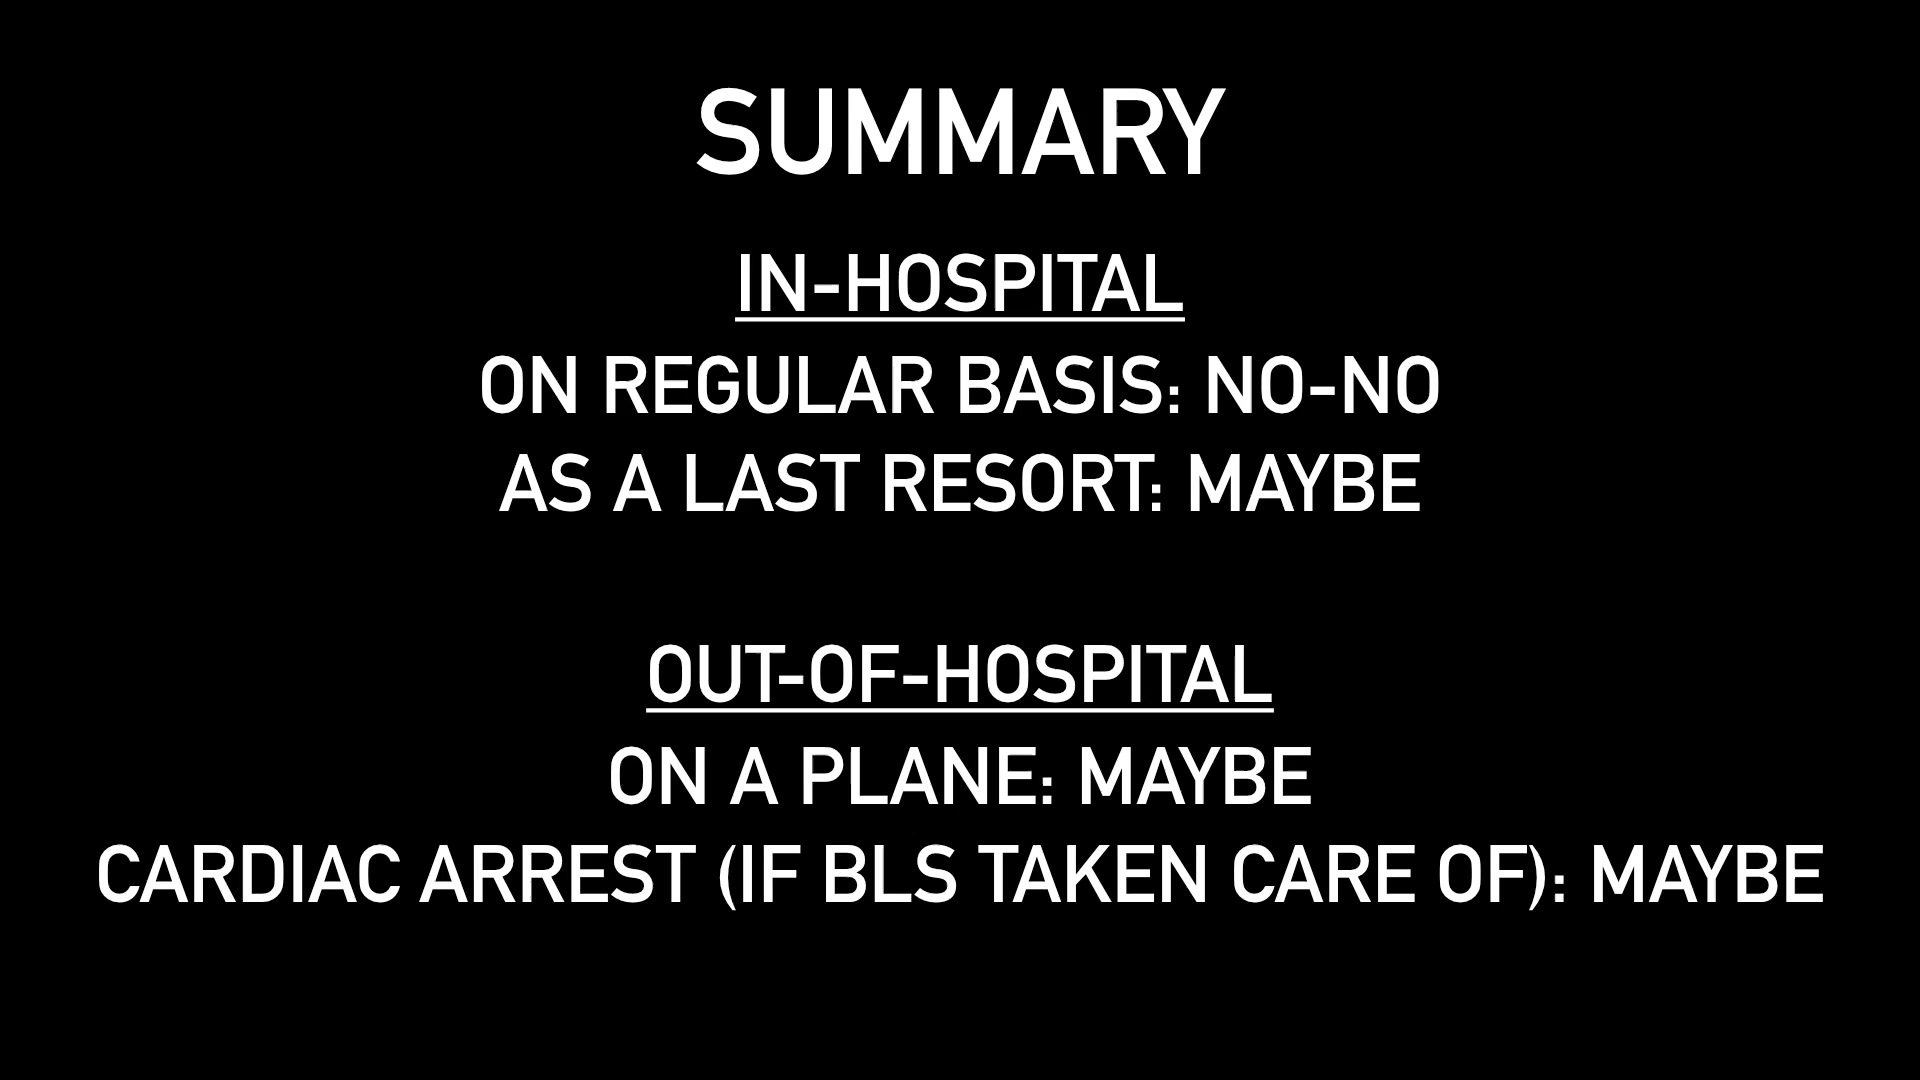 SUMMARY
IN-HOSPITAL
ON REGULAR BASIS: NO-NO
AS A LAST RESORT: MAYBE
OUT-OF-HOSPITAL
ON A PLANE: MAYBE
CARDIAC ARREST (IF BLS TAKEN CARE OF): MAYBE